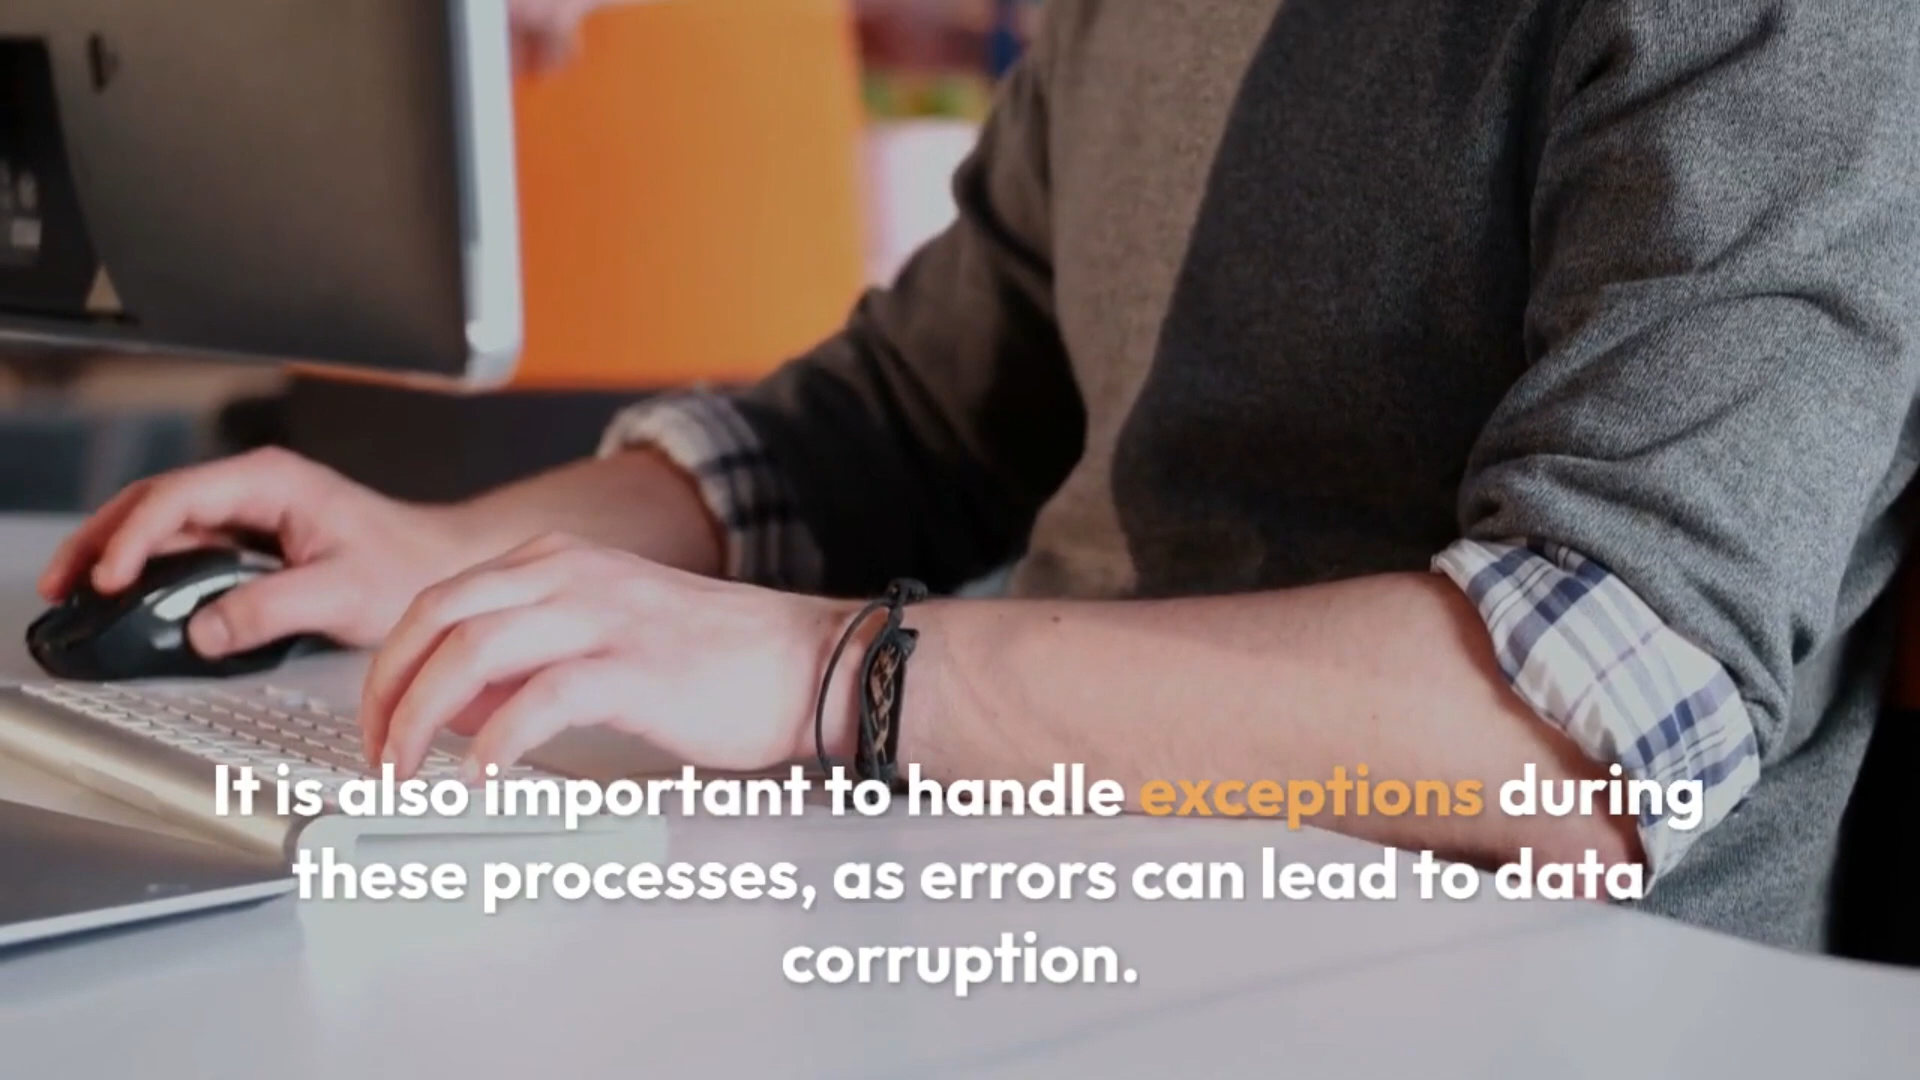 It is also important to handle exceptions during
these processes, as errors can lead to data
corruption.